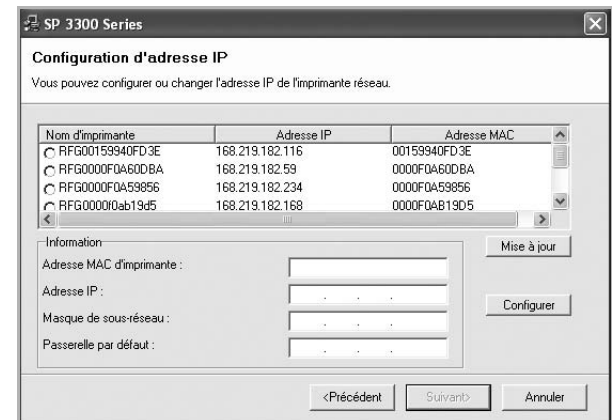 SP 3300 Series
Configuration d'adresse IP
Vous pouvez configurer ou changer l'adresse IP de l'imprimante réseau.
Nom d'imprimante Adresse IP Adresse MAC
RFG00159940FD3E 168.219.182.116 00159940FD3E
RFG0000F0A60DBA 168.219.182.59 0000F0A60DBA
RFG0000F0A59856 168.219.182.234 0000F0A59856
RFG0000f0ab19d5 168.219.182.168 0000F0AB19D5
Information
Mise à jour
Adresse MAC d'imprimante :
Adresse IP :
Configurer
Masque de sous-réseau :
Passerelle par défaut :
<Précédent Suivant> Annuler